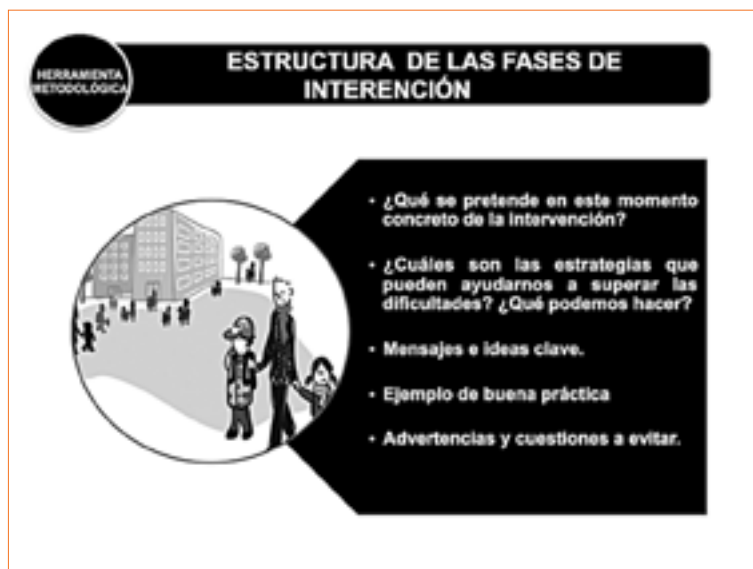 HERRAMIENTA
METODOLÓGICA
ESTRUCTURA DE LAS FASES DE
INTERENCIÓN
• ¿Qué se pretende en este momento
concreto de la intervención?
• ¿Cuáles son las estrategias que
pueden ayudarnos a superar las
dificultades? ¿Qué podemos hacer?
• Mensajes e ideas clave.
• Ejemplo de buena práctica
• Advertencias y cuestiones a evitar.